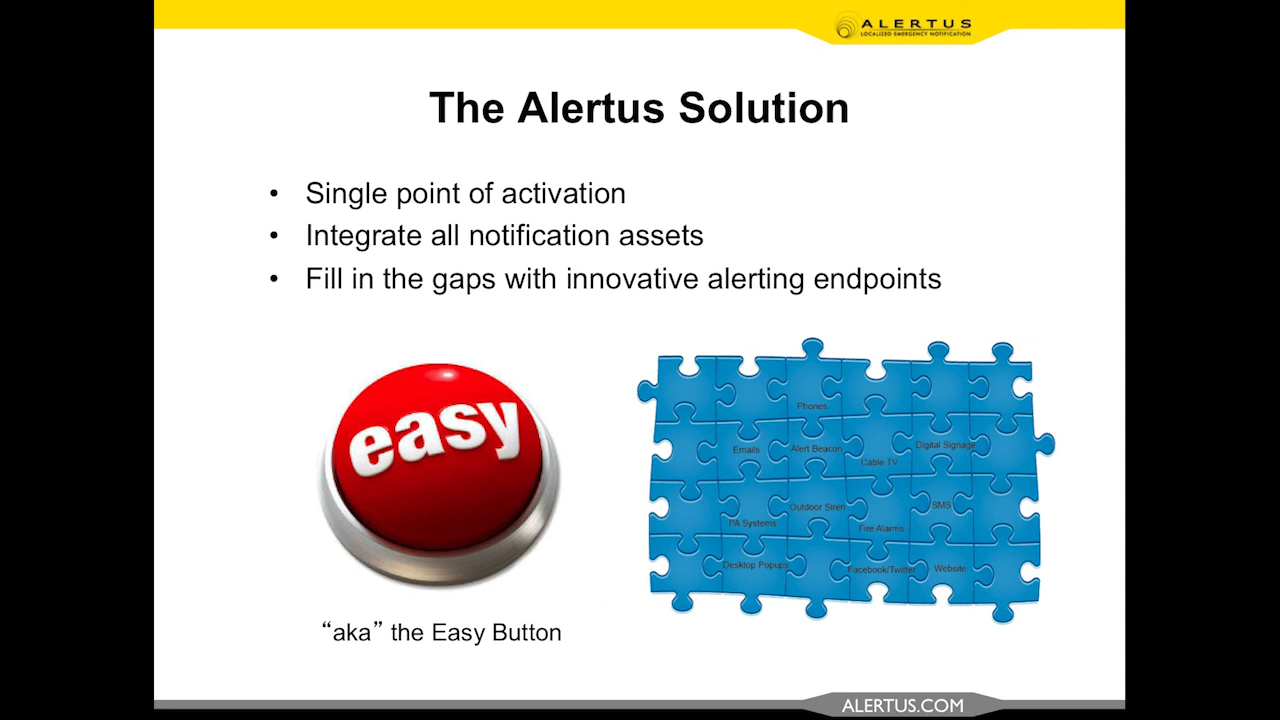 ALERTUS
LOCALIZED EMERGENCY NOTIFICATION
The Alertus Solution
• Single point of activation
• Integrate all notification assets
• Fill in the gaps with innovative alerting endpoints
easy
“aka” the Easy Button
Phones
Emails
Alert Beacon
Cable TV
Digital Signage
PA Systems
Outdoor Siren
Fire Alarms
SMS
Desktop Popups
Facebook/Twitter
Website
ALERTUS.COM